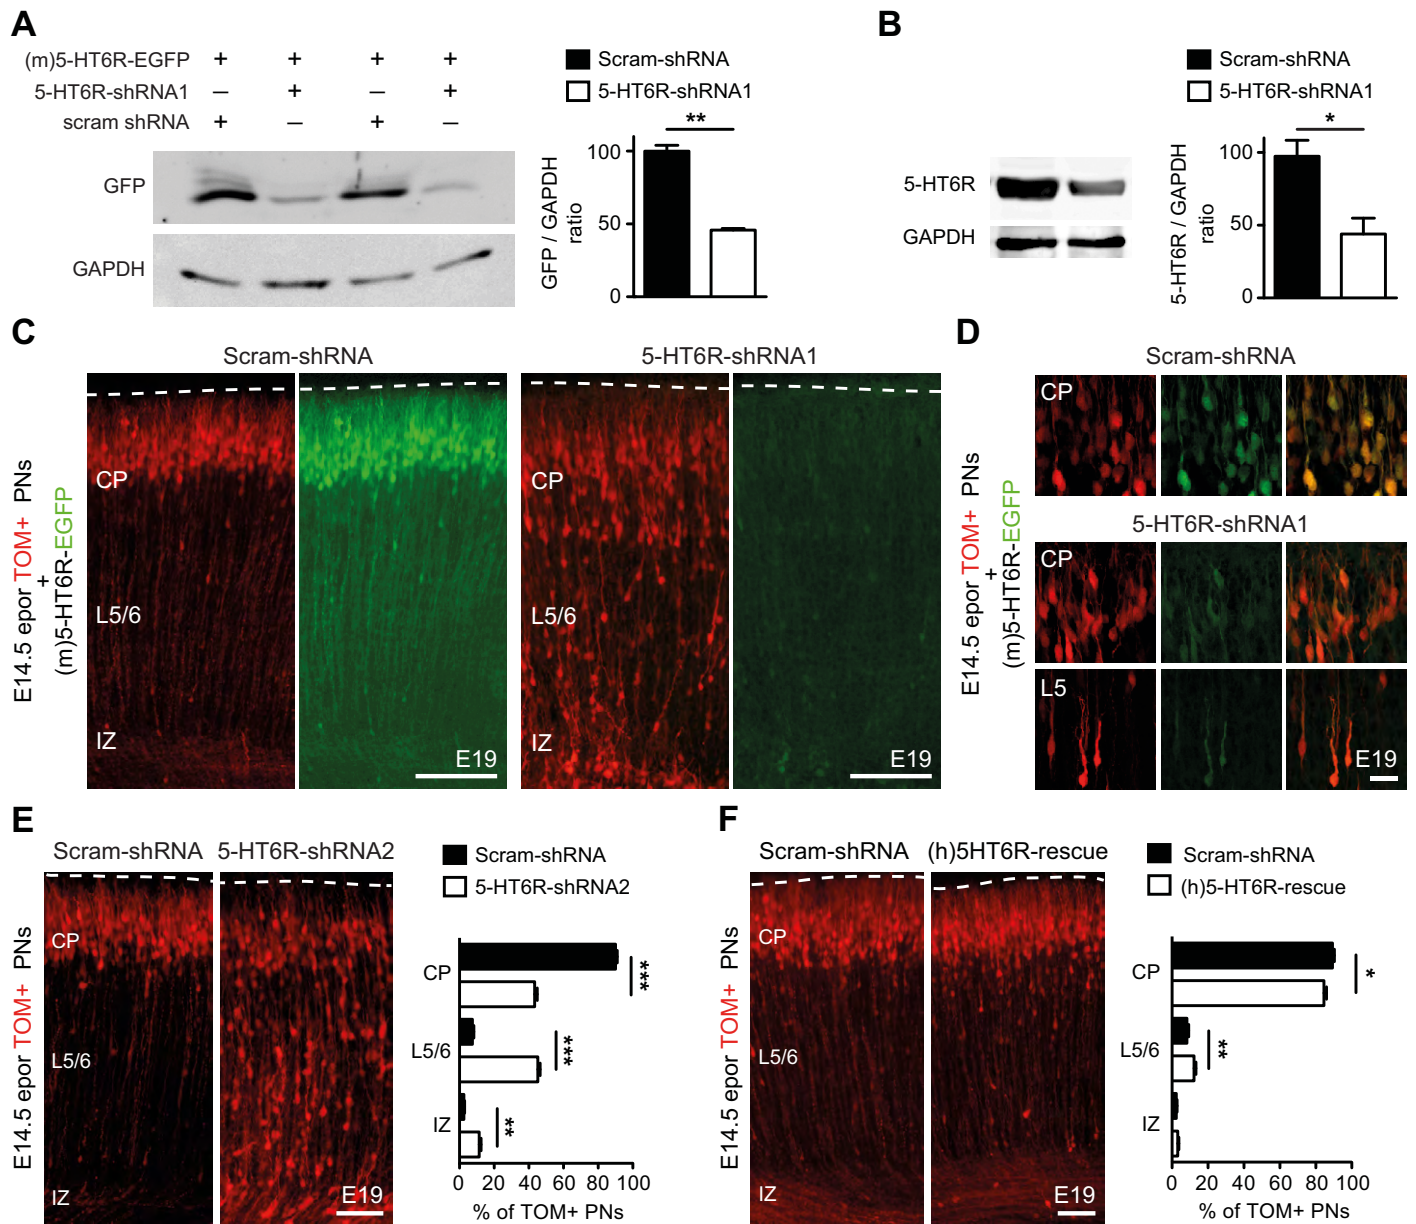 A
(m)5-HT6R-EGFP + + + +
5-HT6R-shRNA1 – + – +
scram shRNA + – + –
GFP
GAPDH
Scram-shRNA
5-HT6R-shRNA1
**
100
50
0
GFP / GAPDH
ratio
B
5-HT6R
GAPDH
Scram-shRNA
5-HT6R-shRNA1
*
100
50
0
5-HT6R / GAPDH
ratio
C
Scram-shRNA
5-HT6R-shRNA1
E14.5 epor TOM+ PNs
+
(m)5-HT6R-EGFP
CP
L5/6
IZ
E19
CP
L5/6
IZ
E19
D
Scram-shRNA
E14.5 epor TOM+ PNs
+
(m)5-HT6R-EGFP
CP
5-HT6R-shRNA1
CP
L5
E19
E
Scram-shRNA
5-HT6R-shRNA2
E14.5 epor TOM+ PNs
CP
L5/6
IZ
E19
Scram-shRNA
5-HT6R-shRNA2
CP
***
L5/6
***
IZ
**
0 20 40 60 80 100
% of TOM+ PNs
F
Scram-shRNA
(h)5HT6R-rescue
E14.5 epor TOM+ PNs
CP
L5/6
IZ
E19
Scram-shRNA
(h)5-HT6R-rescue
CP
*
L5/6
**
IZ
0 20 40 60 80 100
% of TOM+ PNs